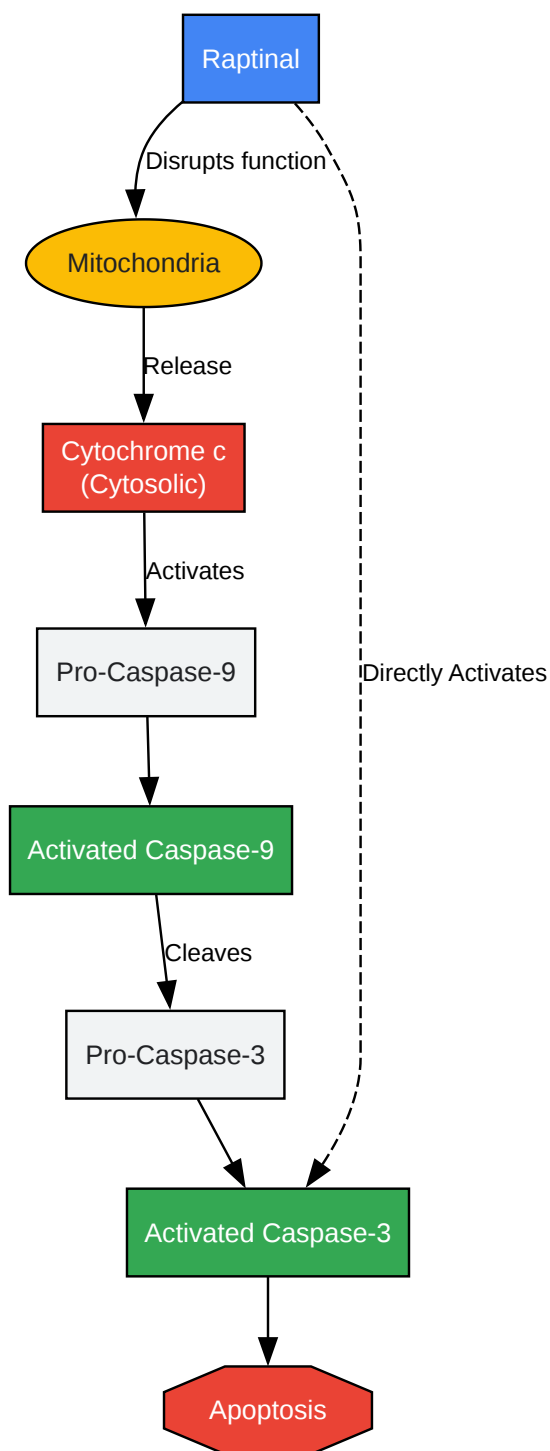 Raptinal
Disrupts function
Mitochondria
Release
Cytochrome c
(Cytosolic)
Activates
Pro-Caspase-9
Directly Activates
Activated Caspase-9
Cleaves
Pro-Caspase-3
Activated Caspase-3
Apoptosis